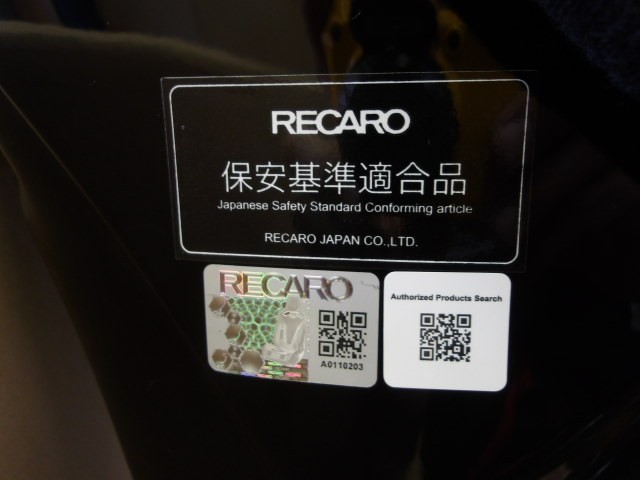 RECARO
保安基準適合品
Japanese Safety Standard Conforming article
RECARO JAPAN CO.,LTD.
RECARO
A0110203
Authorized Products Search